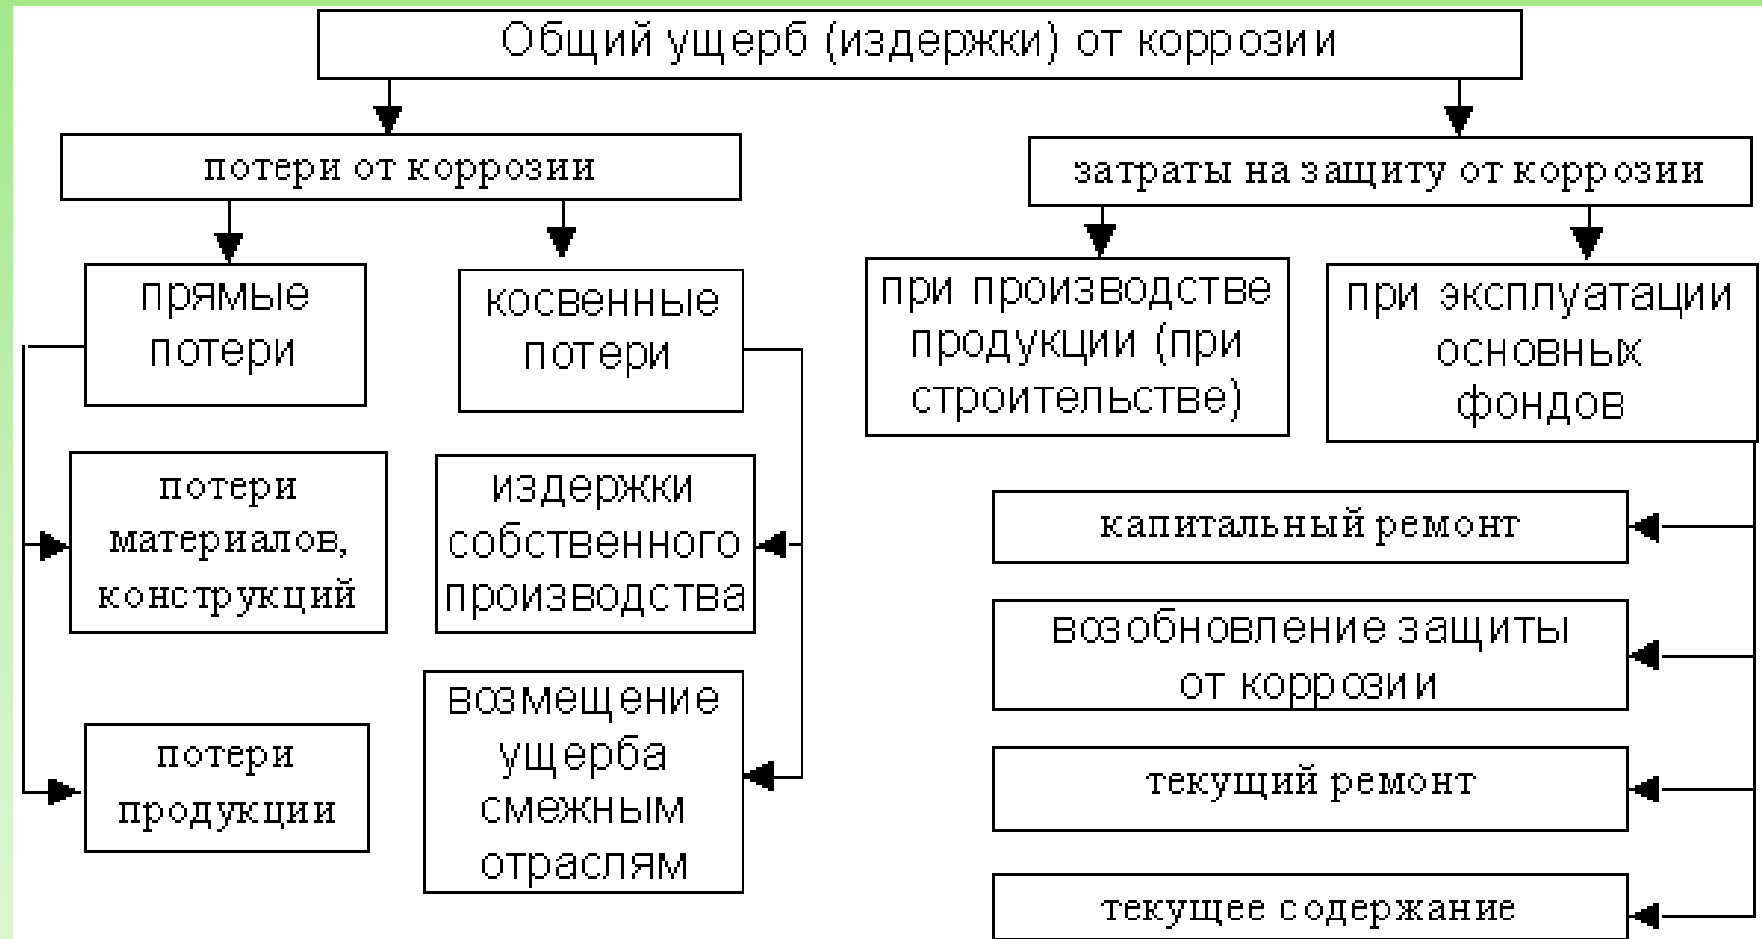 Общий ущерб (издержки) от коррозии
потери от коррозии
затраты на защиту от коррозии
прямые
потери
косвенные
потери
при производстве
продукции (при
строительстве)
при эксплуатации
основных
фондов
потери
материалов,
конструкций
издержки
собственного
производства
капитальный ремонт
возобновление защиты
от коррозии
потери
продукции
возмещение
ущерба
смежным
отраслям
текущий ремонт
текущее содержание